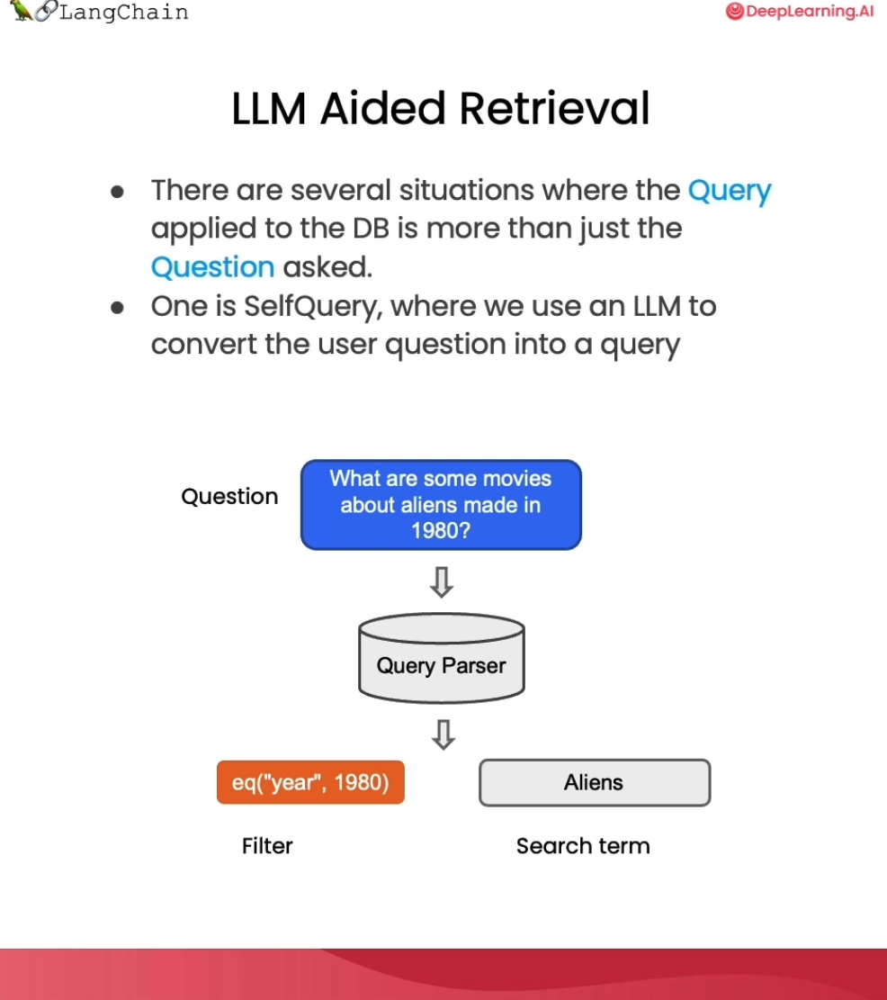 LangChain
DeepLearning.AI
LLM Aided Retrieval
● There are several situations where the Query
applied to the DB is more than just the
Question asked.
● One is SelfQuery, where we use an LLM to
convert the user question into a query
Question
What are some movies
about aliens made in
1980?
Query Parser
eq("year", 1980)
Aliens
Filter
Search term